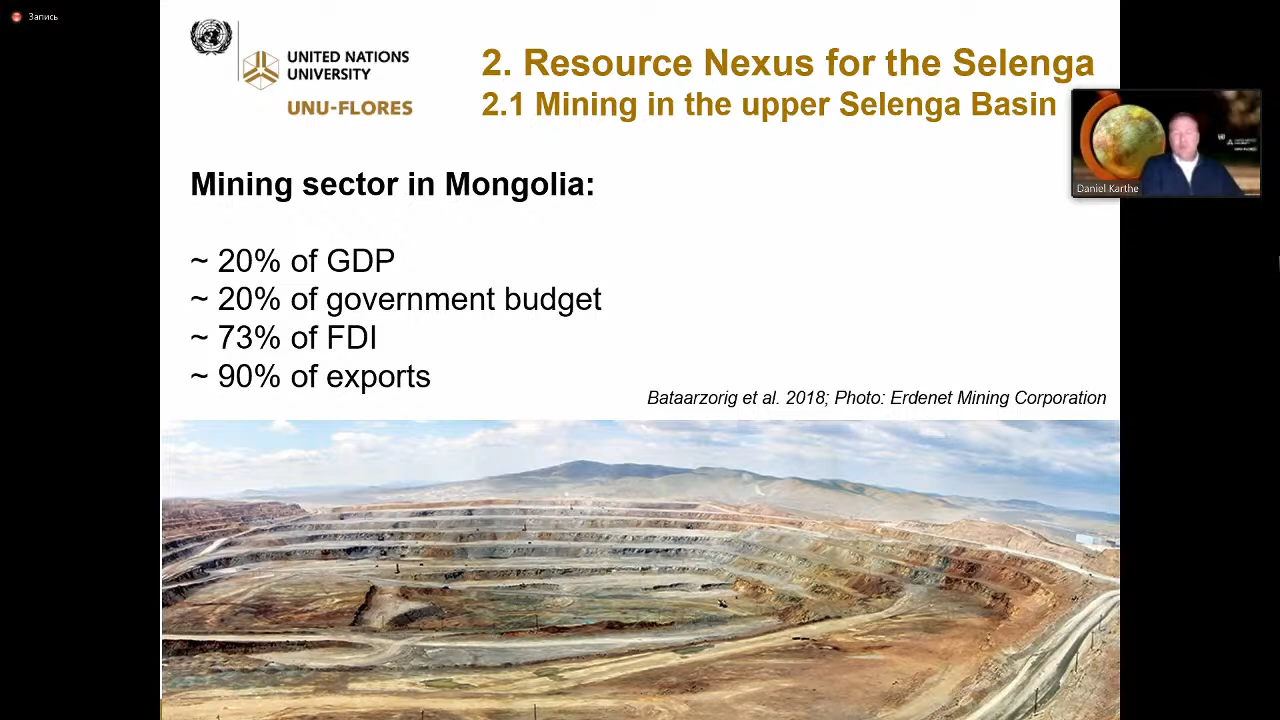 Запись
UNITED NATIONS
UNIVERSITY
UNU-FLORES
2. Resource Nexus for the Selenga
2.1 Mining in the upper Selenga Basin
Daniel Karthe
Mining sector in Mongolia:
~ 20% of GDP
~ 20% of government budget
~ 73% of FDI
~ 90% of exports
Bataarzorig et al. 2018; Photo: Erdenet Mining Corporation